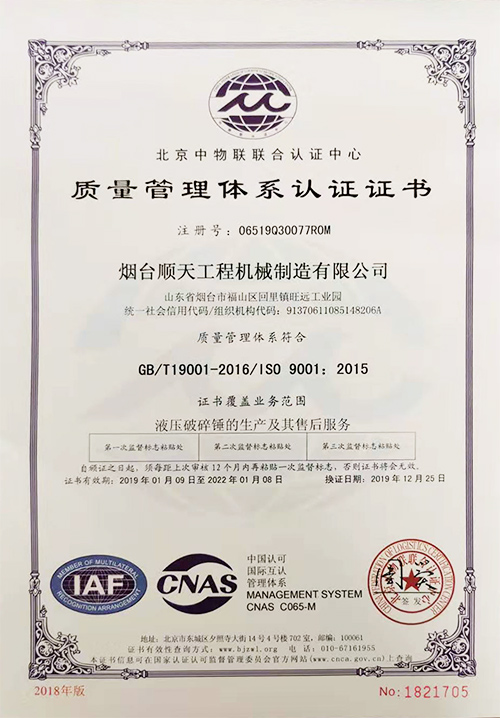 北京中物联联合认证中心
质量管理体系认证证书
注册号：06519Q30077R0M
烟台顺天工程机械制造有限公司
山东省烟台市福山区回里镇旺远工业园
统一社会信用代码/组织机构代码：91370611085148206A
质量管理体系符合
GB/T19001-2016/ISO 9001：2015
证书覆盖业务范围
液压破碎锤的生产及其售后服务
第一次监督标志粘贴处 第二次监督标志粘贴处 第三次监督标志粘贴处
自颁证之日起，须每距上次审核12个月内再粘贴一次监督标志，否则证书将会无效。
证书有效期：2019年01月09日至2022年01月08日 换证日期：2019年12月25日
MEMBER OF MULTILATERAL
IAF
RECOGNITION ARRANGEMENT
CNAS
中国认可
国际互认
管理体系
MANAGEMENT SYSTEM
CNAS C065-M
签发
地址：北京市东城区夕照寺大街14号4号楼702室，邮编：100061
证书有效性查询：www.bjzwl.org 电话：010-67161955
本证书信息可在国家认证认可监督管理委员会官方网站(www.cnca.gov.cn)上查询
2018年版
No:1821705